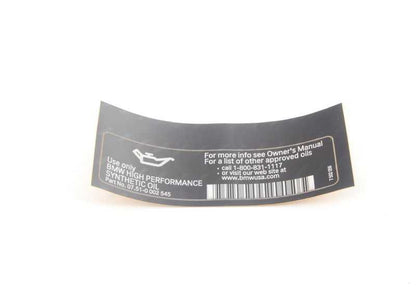 Use only
BMW HIGH PERFORMANCE
SYNTHETIC OIL
Part No. 07.51-0 003 545
For more info see Owner's Manual
For a list of other approved oils
• call 1-800-831-1117
• or visit our web site at
www.bmwusa.com